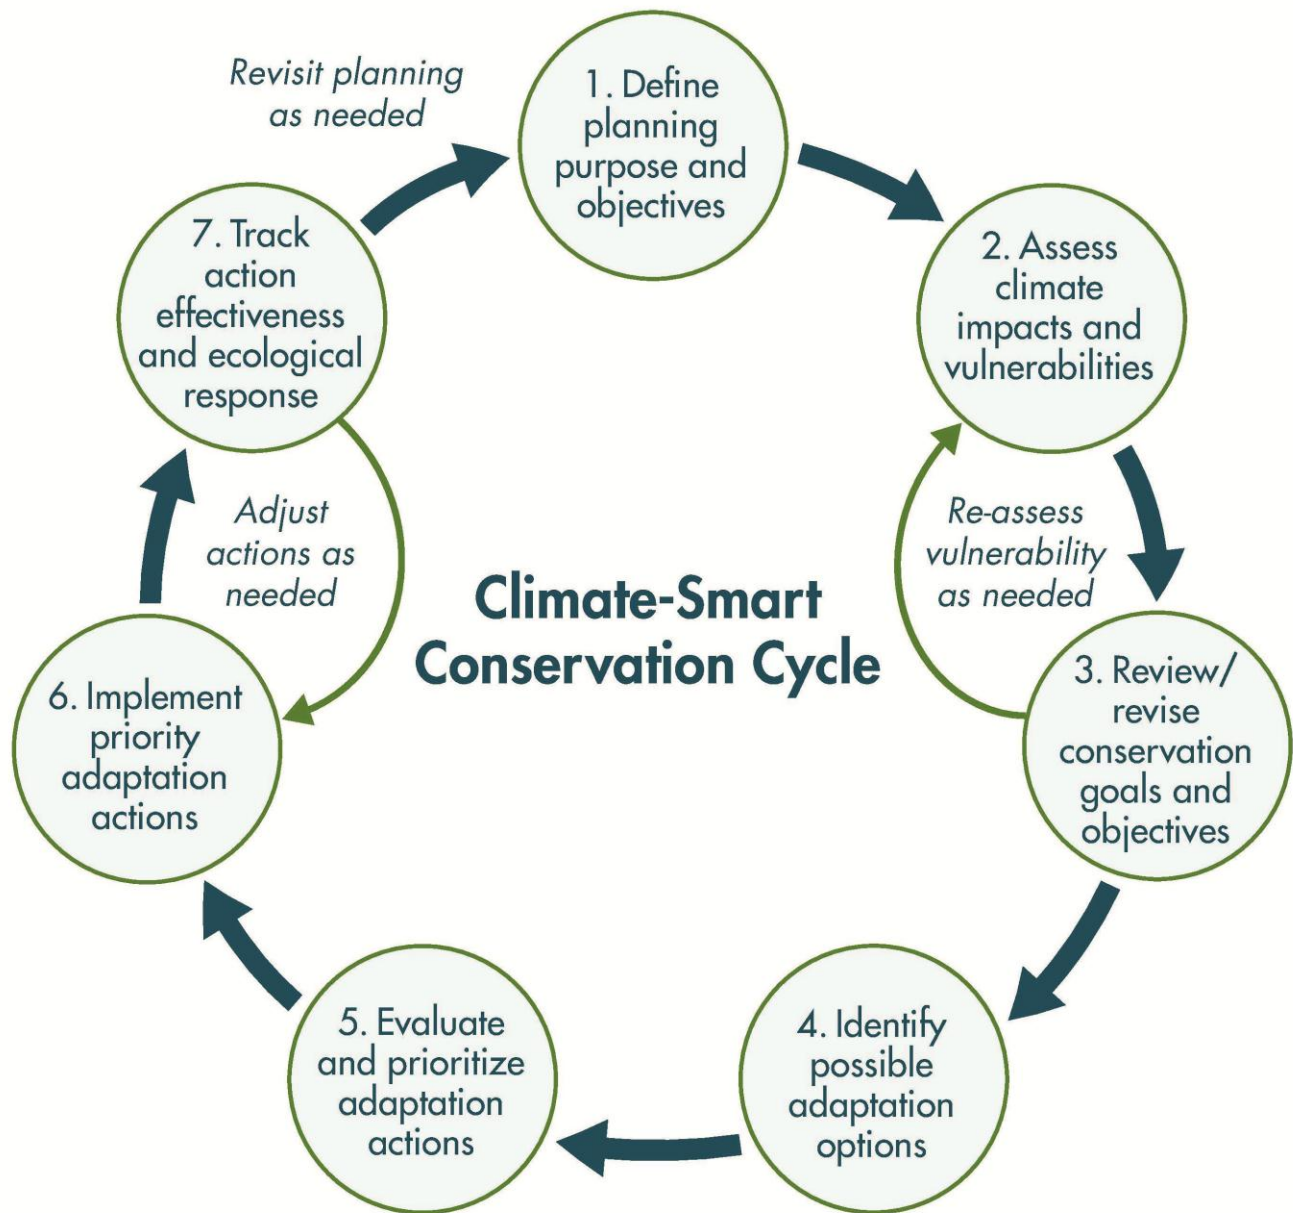 Revisit planning
as needed
1. Define
planning
purpose and
objectives
2. Assess
climate
impacts and
vulnerabilities
Re-assess
vulnerability
as needed
3. Review/
revise
conservation
goals and
objectives
4. Identify
possible
adaptation
options
5. Evaluate
and prioritize
adaptation
actions
6. Implement
priority
adaptation
actions
7. Track
action
effectiveness
and ecological
response
Adjust
actions as
needed
Climate-Smart
Conservation Cycle